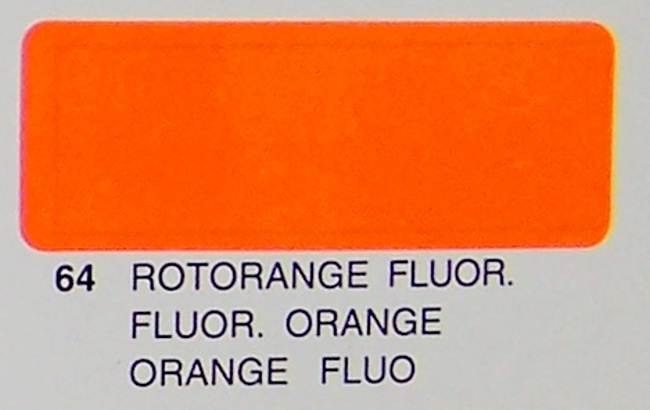 64 ROTORANGE FLUOR.
FLUOR. ORANGE
ORANGE FLUO